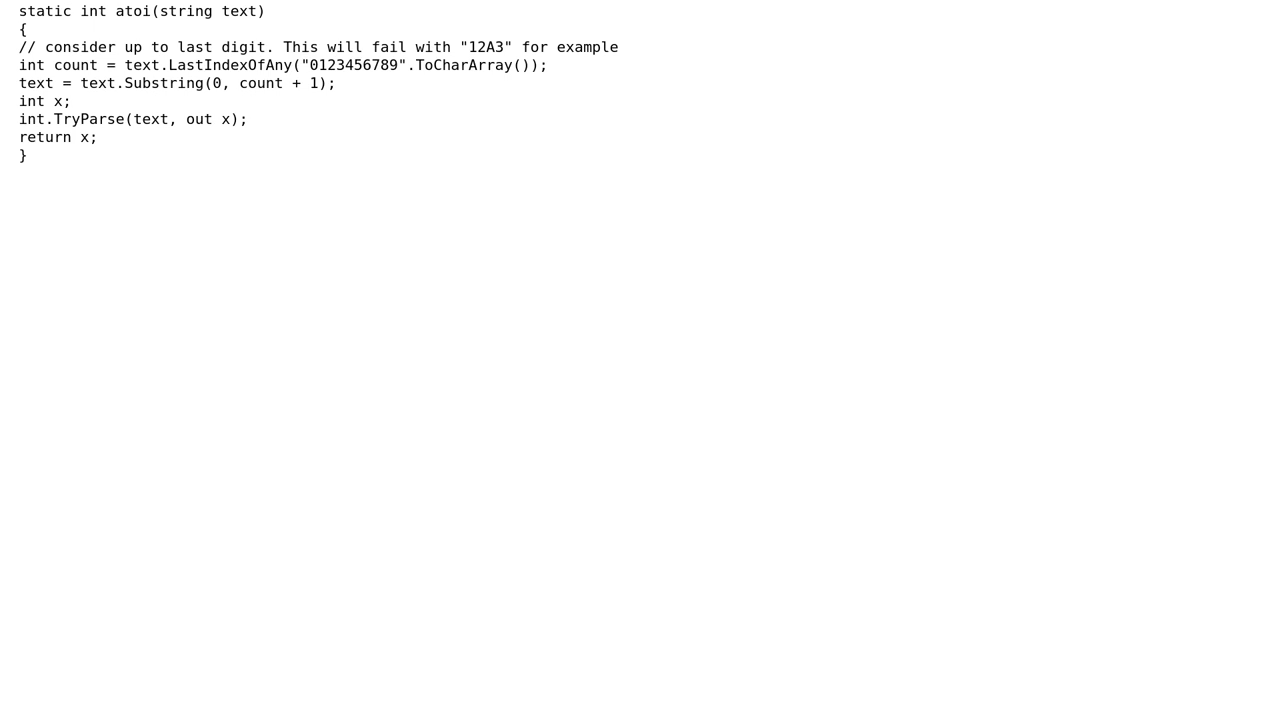 static int atoi(string text)
{
// consider up to last digit. This will fail with "12A3" for example
int count = text.LastIndexOfAny("0123456789".ToCharArray());
text = text.Substring(0, count + 1);
int x;
int.TryParse(text, out x);
return x;
}